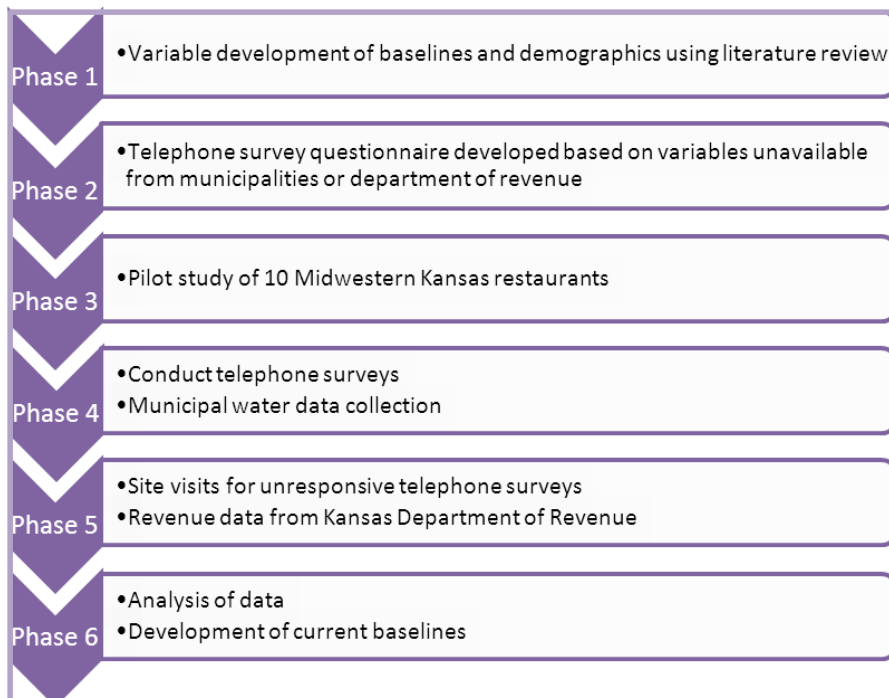 Phase 1
•Variable development of baselines and demographics using literature review
Phase 2
•Telephone survey questionnaire developed based on variables unavailable
from municipalities or department of revenue
Phase 3
•Pilot study of 10 Midwestern Kansas restaurants
Phase 4
•Conduct telephone surveys
•Municipal water data collection
Phase 5
•Site visits for unresponsive telephone surveys
•Revenue data from Kansas Department of Revenue
Phase 6
•Analysis of data
•Development of current baselines